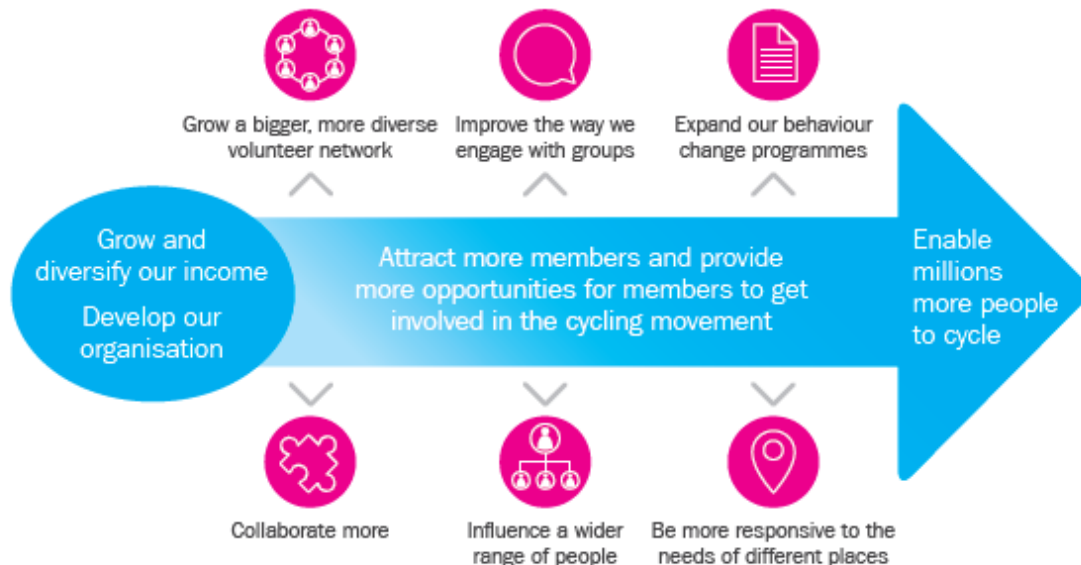 Grow a bigger, more diverse
volunteer network
Improve the way we
engage with groups
Expand our behaviour
change programmes
Grow and
diversify our income
Develop our
organisation
Attract more members and provide
more opportunities for members to get
involved in the cycling movement
Enable
millions
more people
to cycle
Collaborate more
Influence a wider
range of people
Be more responsive to the
needs of different places